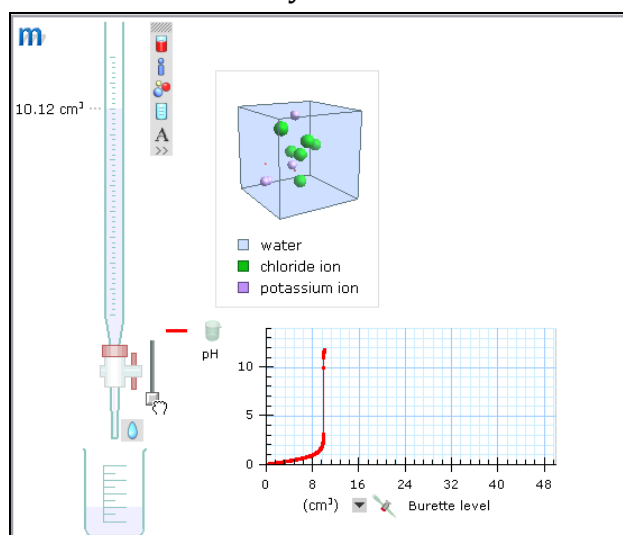 m
10.12 cm³
A
>>
water
chloride ion
potassium ion
pH
10
5
0
0 8 16 24 32 40 48
(cm³) Burette level